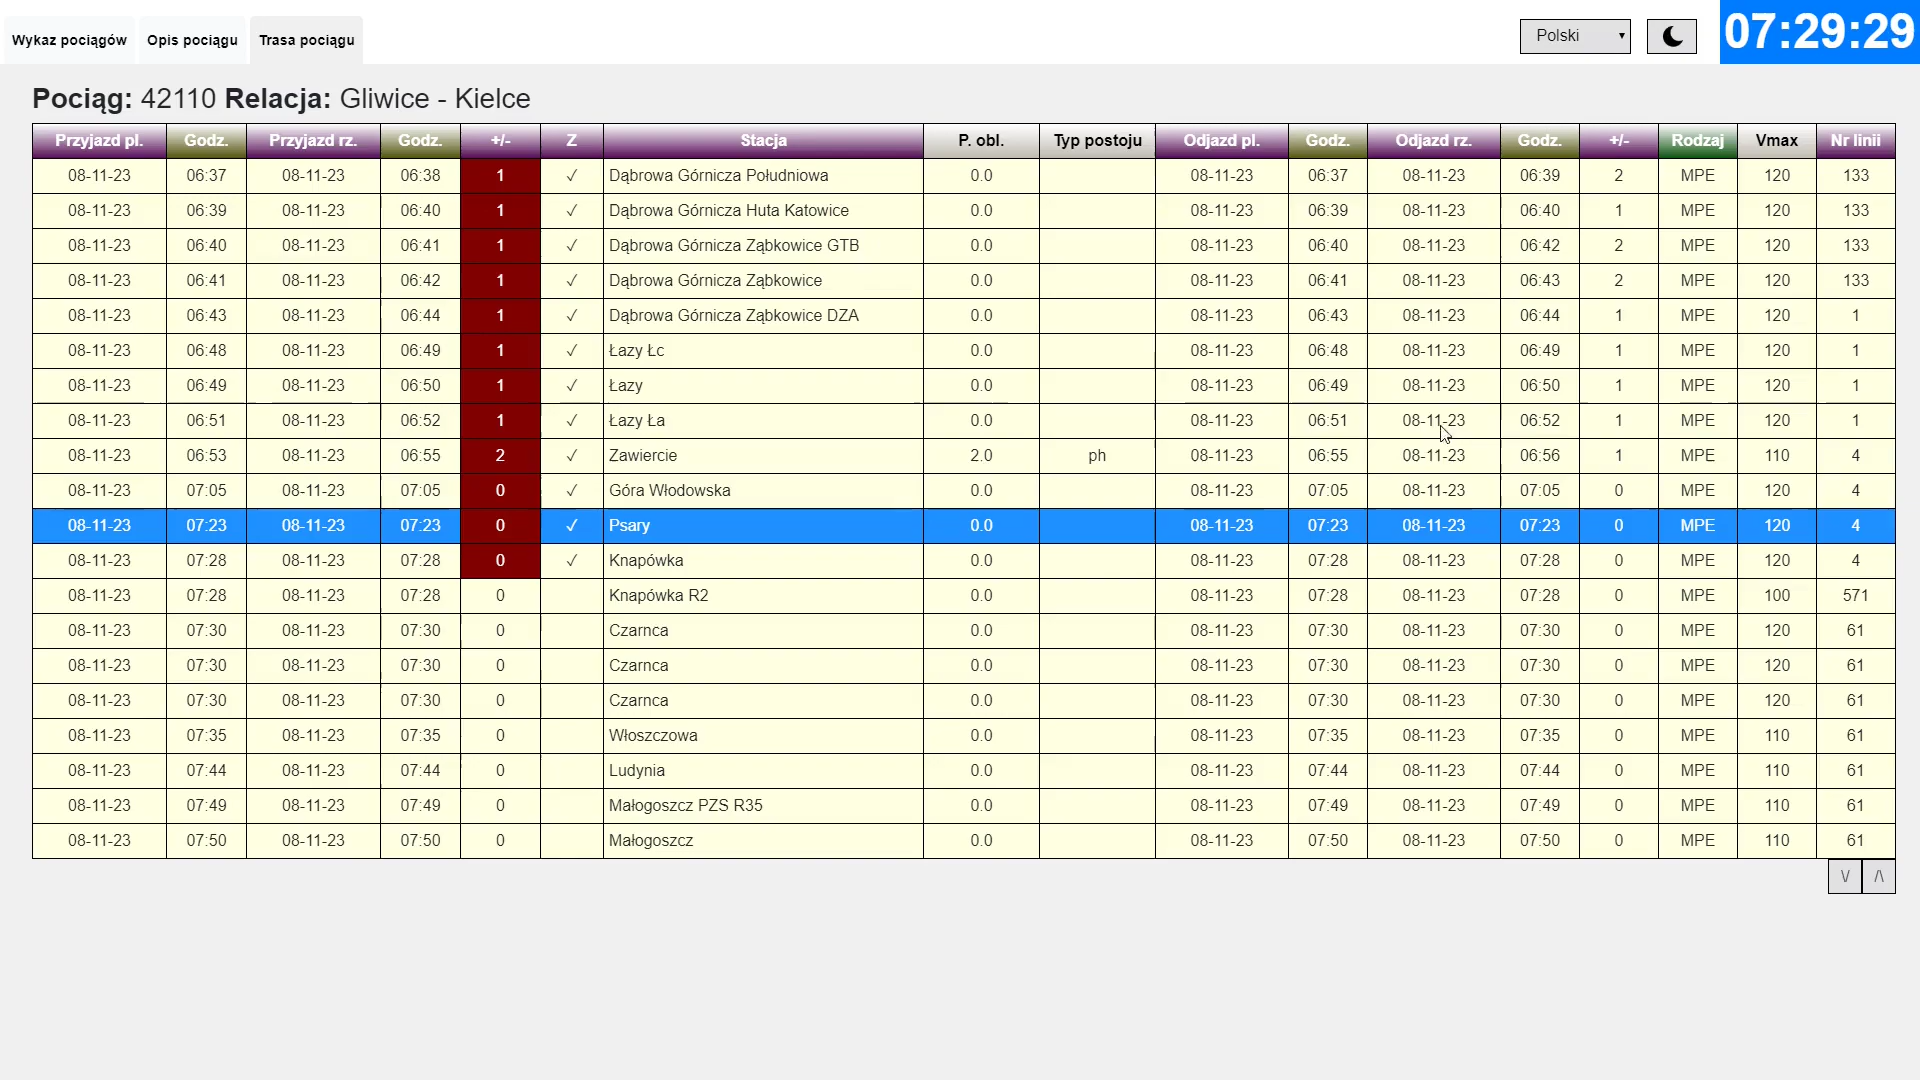 Wykaz pociągów Opis pociągu Trasa pociągu Polski 07:29:29
Pociąg: 42110 Relacja: Gliwice - Kielce
Przyjazd pl. Godz. Przyjazd rz. Godz. +/- Z Stacja P. obl. Typ postoju Odjazd pl. Godz. Odjazd rz. Godz. +/- Rodzaj Vmax Nr linii
08-11-23 06:37 08-11-23 06:38 1 ✓ Dąbrowa Górnicza Południowa 0.0 08-11-23 06:37 08-11-23 06:39 2 MPE 120 133
08-11-23 06:39 08-11-23 06:40 1 ✓ Dąbrowa Górnicza Huta Katowice 0.0 08-11-23 06:39 08-11-23 06:40 1 MPE 120 133
08-11-23 06:40 08-11-23 06:41 1 ✓ Dąbrowa Górnicza Ząbkowice GTB 0.0 08-11-23 06:40 08-11-23 06:42 2 MPE 120 133
08-11-23 06:41 08-11-23 06:42 1 ✓ Dąbrowa Górnicza Ząbkowice 0.0 08-11-23 06:41 08-11-23 06:43 2 MPE 120 133
08-11-23 06:43 08-11-23 06:44 1 ✓ Dąbrowa Górnicza Ząbkowice DZA 0.0 08-11-23 06:43 08-11-23 06:44 1 MPE 120 1
08-11-23 06:48 08-11-23 06:49 1 ✓ Łazy Łc 0.0 08-11-23 06:48 08-11-23 06:49 1 MPE 120 1
08-11-23 06:49 08-11-23 06:50 1 ✓ Łazy 0.0 08-11-23 06:49 08-11-23 06:50 1 MPE 120 1
08-11-23 06:51 08-11-23 06:52 1 ✓ Łazy Ła 0.0 08-11-23 06:51 08-11-23 06:52 1 MPE 120 1
08-11-23 06:53 08-11-23 06:55 2 ✓ Zawiercie 2.0 ph 08-11-23 06:55 08-11-23 06:56 1 MPE 110 4
08-11-23 07:05 08-11-23 07:05 0 ✓ Góra Włodowska 0.0 08-11-23 07:05 08-11-23 07:05 0 MPE 120 4
08-11-23 07:23 08-11-23 07:23 0 ✓ Psary 0.0 08-11-23 07:23 08-11-23 07:23 0 MPE 120 4
08-11-23 07:28 08-11-23 07:28 0 ✓ Knapówka 0.0 08-11-23 07:28 08-11-23 07:28 0 MPE 120 4
08-11-23 07:28 08-11-23 07:28 0 Knapówka R2 0.0 08-11-23 07:28 08-11-23 07:28 0 MPE 100 571
08-11-23 07:30 08-11-23 07:30 0 Czarnca 0.0 08-11-23 07:30 08-11-23 07:30 0 MPE 120 61
08-11-23 07:30 08-11-23 07:30 0 Czarnca 0.0 08-11-23 07:30 08-11-23 07:30 0 MPE 120 61
08-11-23 07:30 08-11-23 07:30 0 Czarnca 0.0 08-11-23 07:30 08-11-23 07:30 0 MPE 120 61
08-11-23 07:35 08-11-23 07:35 0 Włoszczowa 0.0 08-11-23 07:35 08-11-23 07:35 0 MPE 110 61
08-11-23 07:44 08-11-23 07:44 0 Ludynia 0.0 08-11-23 07:44 08-11-23 07:44 0 MPE 110 61
08-11-23 07:49 08-11-23 07:49 0 Małogoszcz PZS R35 0.0 08-11-23 07:49 08-11-23 07:49 0 MPE 110 61
08-11-23 07:50 08-11-23 07:50 0 Małogoszcz 0.0 08-11-23 07:50 08-11-23 07:50 0 MPE 110 61
\/ /\